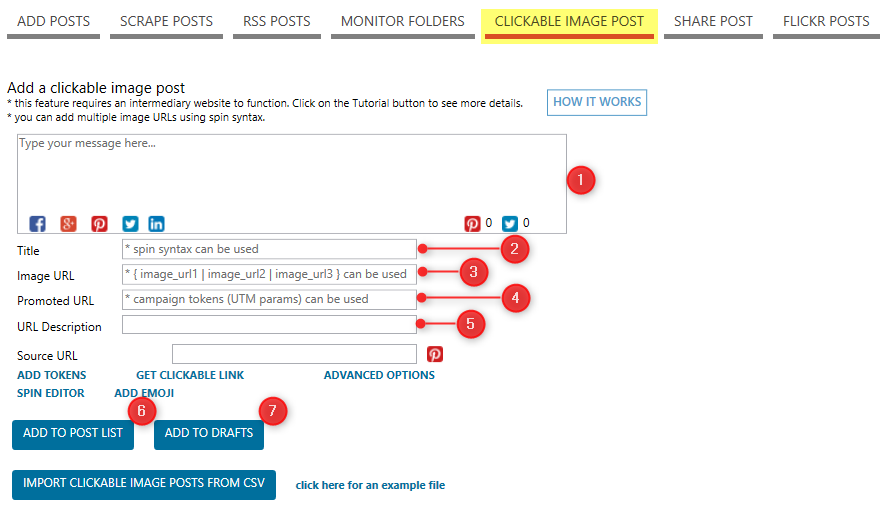 ADD POSTS SCRAPE POSTS RSS POSTS MONITOR FOLDERS CLICKABLE IMAGE POST SHARE POST FLICKR POSTS
Add a clickable image post
* this feature requires an intermediary website to function. Click on the Tutorial button to see more details.
* you can add multiple image URLs using spin syntax.
HOW IT WORKS
Type your message here...
1
0 0
Title * spin syntax can be used 2
Image URL * { image_url1 | image_url2 | image_url3 } can be used 3
Promoted URL * campaign tokens (UTM params) can be used 4
URL Description 5
Source URL
ADD TOKENS GET CLICKABLE LINK ADVANCED OPTIONS
SPIN EDITOR ADD EMOJI
6 7
ADD TO POST LIST ADD TO DRAFTS
IMPORT CLICKABLE IMAGE POSTS FROM CSV click here for an example file